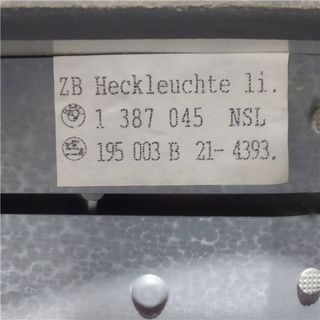 ZB Heckleuchte li.
1 387 045 NSL
195 003 B 21-4393.